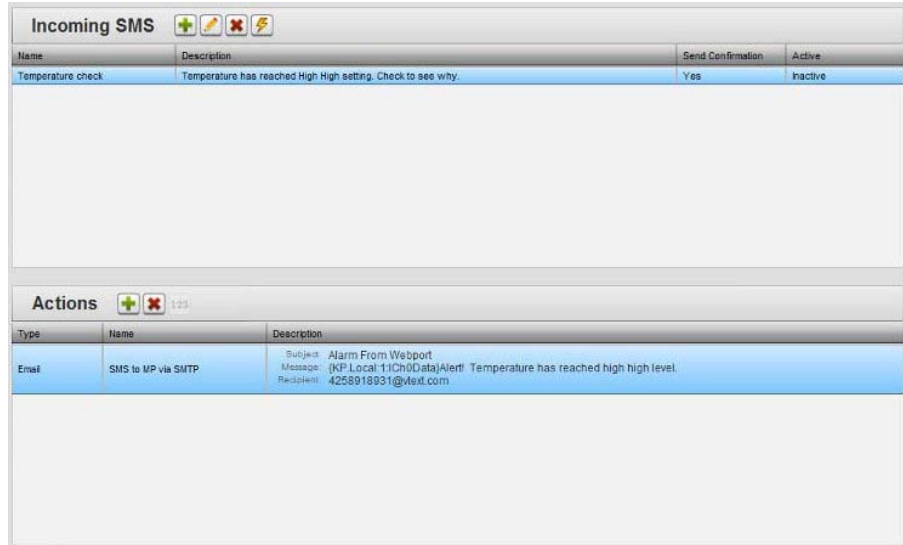 Incoming SMS
Name Description Send Confirmation Active
Temperature check Temperature has reached High High setting. Check to see why. Yes Inactive
Actions 123
Type Name Description
Email SMS to MP via SMTP Subject: Alarm From Webport
Message: {KP.Local:1:ICh0Data}Alert! Temperature has reached high high level.
Recipient: 4258918931@vtext.com